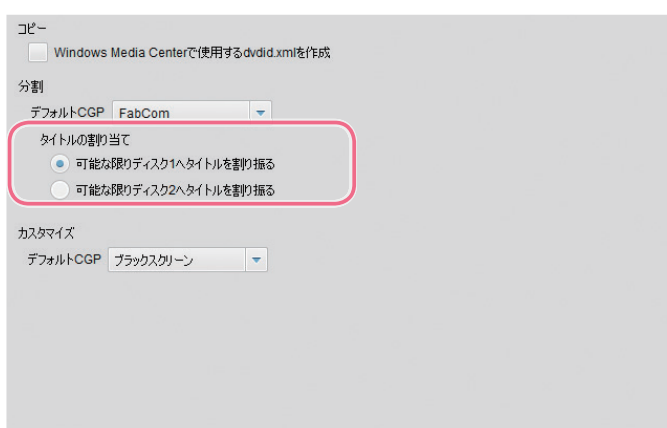 コピー
Windows Media Centerで使用するdvdid.xmlを作成
分割
デフォルトCGP FabCom
タイトルの割り当て
可能な限りディスク1へタイトルを割り振る
可能な限りディスク2へタイトルを割り振る
カスタマイズ
デフォルトCGP ブラックスクリーン